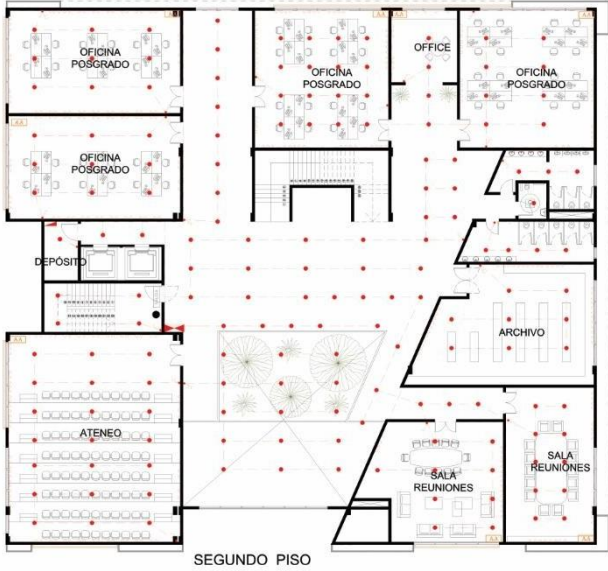 OFICINA
POSGRADO
OFICINA
POSGRADO
OFFICE
OFICINA
POSGRADO
OFICINA
POSGRADO
DEPÓSITO
ARCHIVO
ATENEO
SALA
REUNIONES
SALA
REUNIONES
SEGUNDO PISO